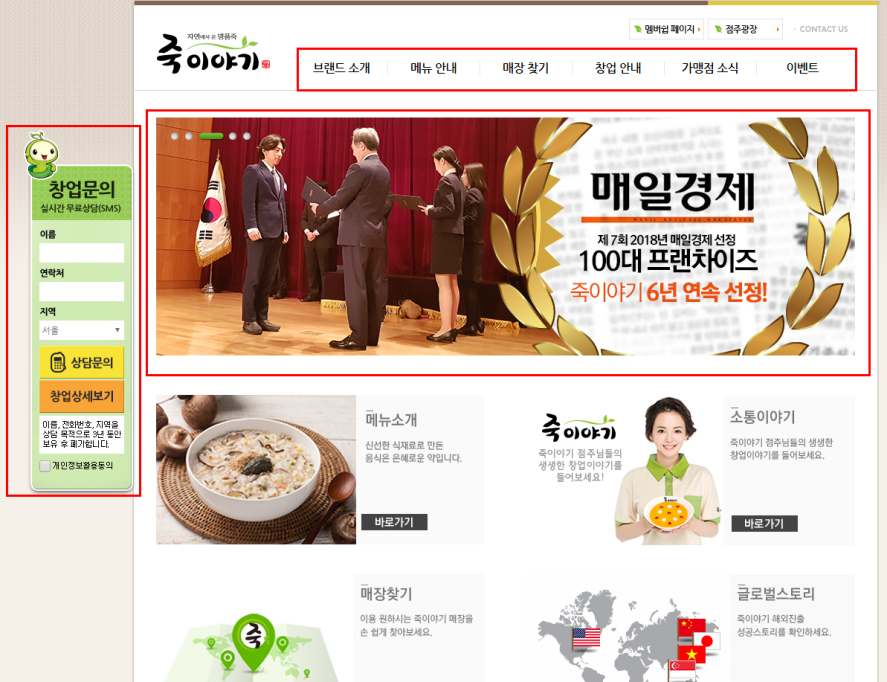 멤버쉽 페이지
점주광장
CONTACT US
자연에서 온 명품죽
죽이야기
브랜드 소개
메뉴 안내
매장 찾기
창업 안내
가맹점 소식
이벤트
창업문의
실시간 무료상담(SMS)
이름
연락처
지역
서울
상담문의
창업상세보기
이름, 전화번호, 지역을
상담 목적으로 3년 동안
보유 후 폐기합니다.
개인정보활용동의
매일경제
제 7회 2018년 매일경제 선정
100대 프랜차이즈
죽이야기 6년 연속 선정!
메뉴소개
신선한 식재료로 만든
음식은 은혜로운 약입니다.
바로가기
죽이야기
죽이야기 점주님들의
생생한 창업이야기를
들어보세요!
소통이야기
죽이야기 점주님들의 생생한
창업이야기를 들어보세요.
바로가기
매장찾기
이용 원하시는 죽이야기 매장을
손 쉽게 찾아보세요.
죽
글로벌스토리
죽이야기 해외진출
성공스토리를 확인하세요.